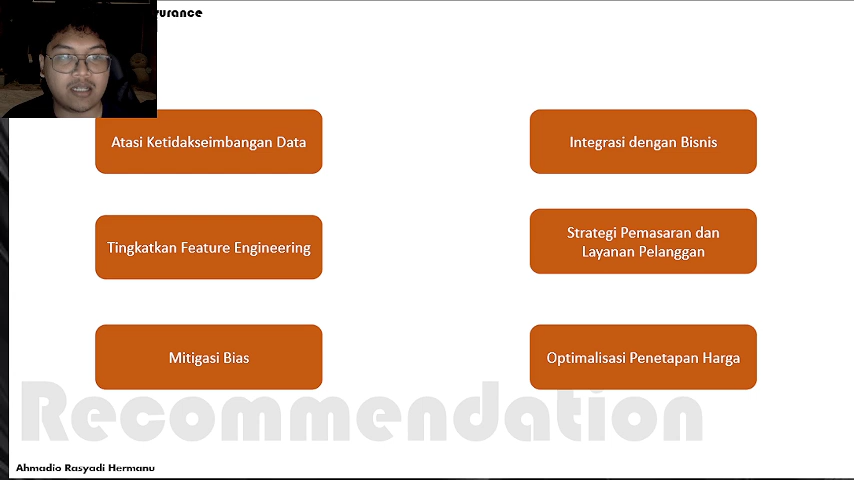 Atasi Ketidakseimbangan Data
Tingkatkan Feature Engineering
Mitigasi Bias
Integrasi dengan Bisnis
Strategi Pemasaran dan
Layanan Pelanggan
Optimalisasi Penetapan Harga
Recommendation
Ahmadio Rasyadi Hermanu